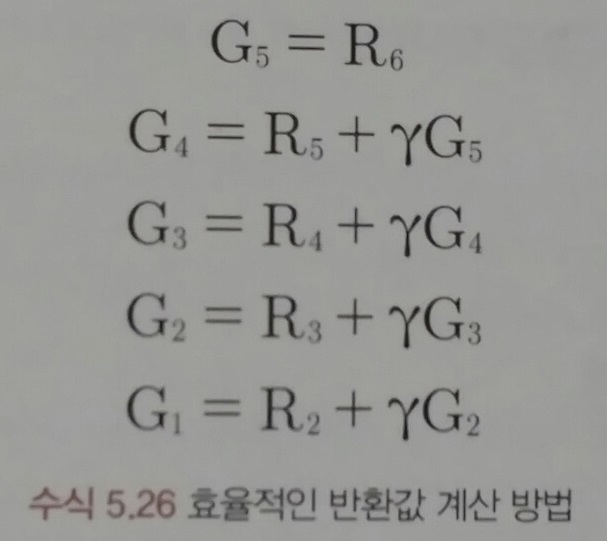 G₅ = R₆
G₄ = R₅ + γG₅
G₃ = R₄ + γG₄
G₂ = R₃ + γG₃
G₁ = R₂ + γG₂
수식 5.26 효율적인 반환값 계산 방법